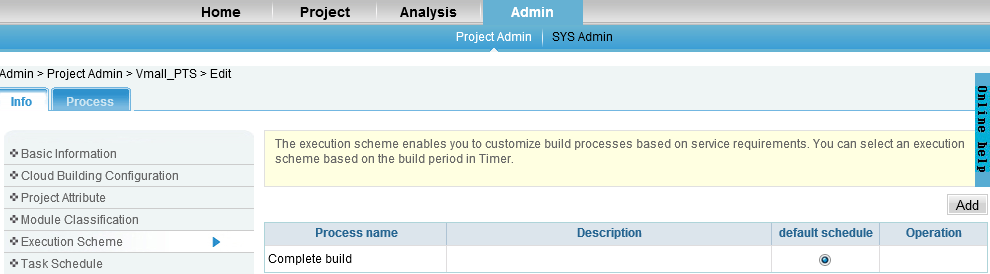 Home Project Analysis Admin
Project Admin SYS Admin
Admin > Project Admin > Vmall_PTS > Edit
Info Process
Online help
Basic Information
Cloud Building Configuration
Project Attribute
Module Classification
Execution Scheme
Task Schedule
The execution scheme enables you to customize build processes based on service requirements. You can select an execution
scheme based on the build period in Timer.
Add
Process name Description default schedule Operation
Complete build